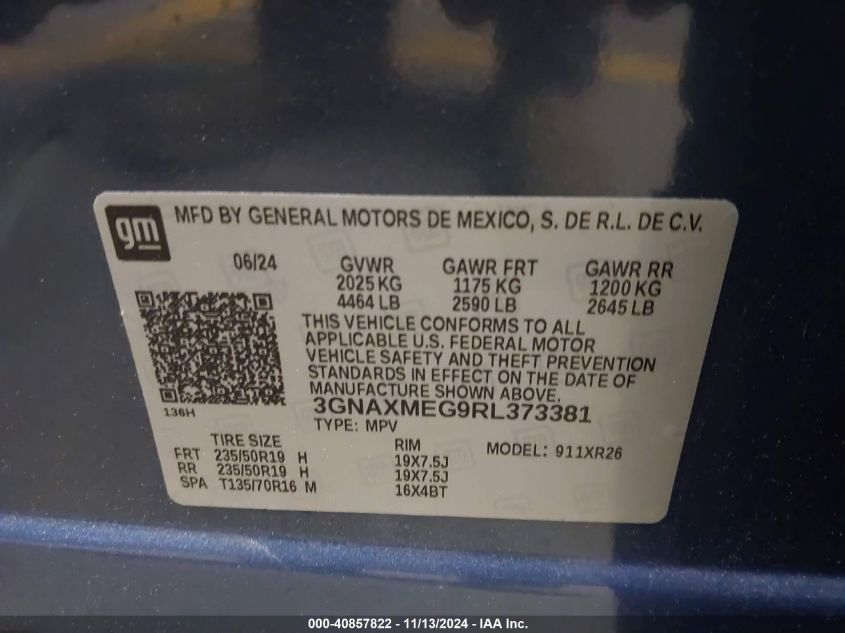 gm
MFD BY GENERAL MOTORS DE MEXICO, S. DE R.L. DE C.V.
06/24 GVWR GAWR FRT GAWR RR
2025 KG 1175 KG 1200 KG
4464 LB 2590 LB 2645 LB
THIS VEHICLE CONFORMS TO ALL
APPLICABLE U.S. FEDERAL MOTOR
VEHICLE SAFETY AND THEFT PREVENTION
STANDARDS IN EFFECT ON THE DATE OF
MANUFACTURE SHOWN ABOVE.
136H
3GNAXMEG9RL373381
TYPE: MPV
TIRE SIZE RIM MODEL: 911XR26
FRT 235/50R19 H 19X7.5J
RR 235/50R19 H 19X7.5J
SPA T135/70R16 M 16X4BT
000-40857822 - 11/13/2024 - IAA Inc.